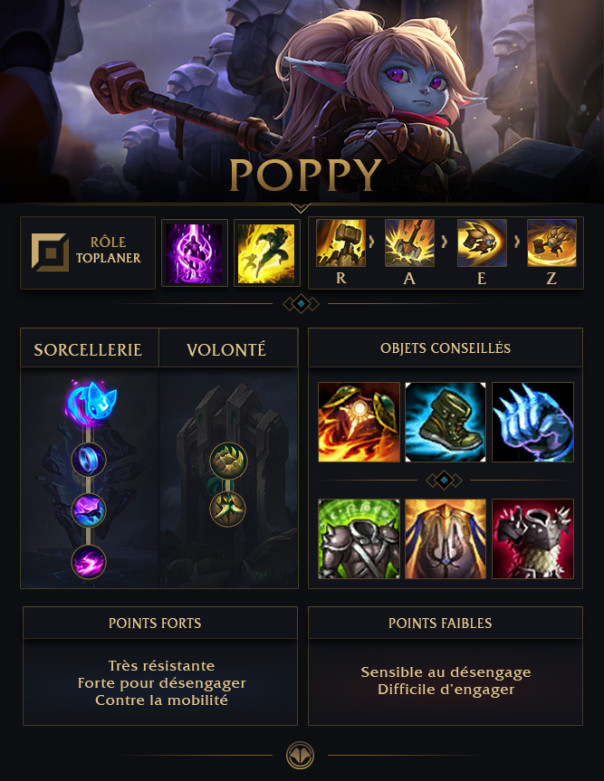 POPPY
RÔLE
TOPLANER
R
A
E
Z
SORCELLERIE
VOLONTÉ
OBJETS CONSEILLÉS
POINTS FORTS
Très résistante
Forte pour désengager
Contre la mobilité
POINTS FAIBLES
Sensible au désengage
Difficile d'engager